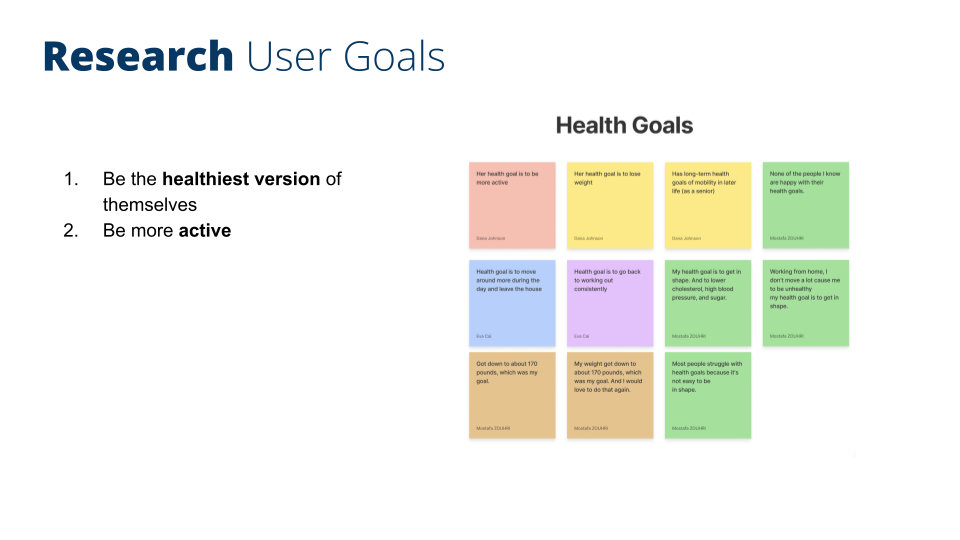 Research User Goals
1. Be the healthiest version of
themselves
2. Be more active
Health Goals
Her health goal is to be
more active
Dana Johnson
Her health goal is to lose
weight
Dana Johnson
Has long-term health
goals of mobility in later
life (as a senior)
Dana Johnson
None of the people I know
are happy with their
health goals.
Mostafa ZOUHRI
Health goal is to move
around more during the
day and leave the house
Eva Cai
Health goal is to go back
to working out
consistently
Eva Cai
My health goal is to get in
shape. And to lower
cholesterol, high blood
pressure, and sugar.
Mostafa ZOUHRI
Working from home, I
don't move a lot cause me
to be unhealthy
my health goal is to get in
shape.
Mostafa ZOUHRI
Got down to about 170
pounds, which was my
goal.
Mostafa ZOUHRI
My weight got down to
about 170 pounds, which
was my goal. And I would
love to do that again.
Mostafa ZOUHRI
Most people struggle with
health goals because it's
not easy to be
in shape.
Mostafa ZOUHRI